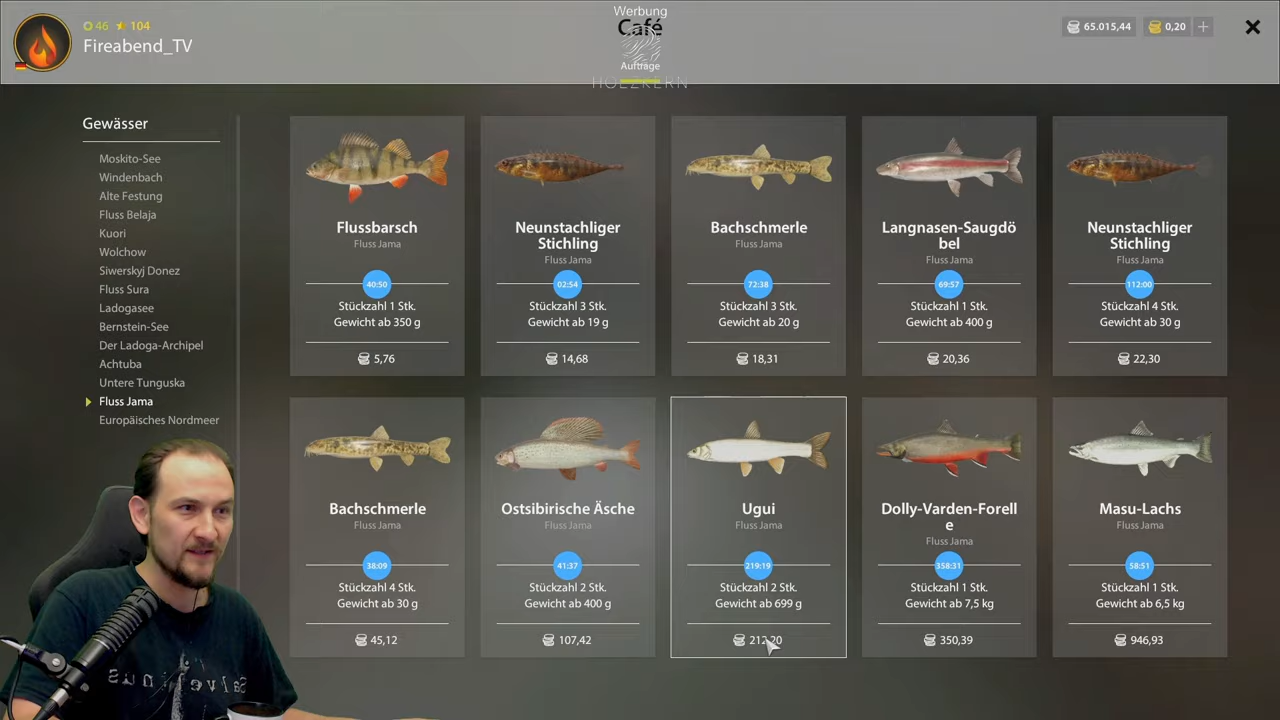 46 104
Fireabend_TV
Werbung
Café
Aufträge
HOLZKERN
65.015,44
0,20
Gewässer
Moskito-See
Windenbach
Alte Festung
Fluss Belaja
Kuori
Wolchow
Siwerskyj Donez
Fluss Sura
Ladogasee
Bernstein-See
Der Ladoga-Archipel
Achtuba
Untere Tunguska
Fluss Jama
Europäisches Nordmeer
Flussbarsch
Fluss Jama
40:50
Stückzahl 1 Stk.
Gewicht ab 350 g
5,76
Neunstachliger
Stichling
Fluss Jama
02:54
Stückzahl 3 Stk.
Gewicht ab 19 g
14,68
Bachschmerle
Fluss Jama
72:38
Stückzahl 3 Stk.
Gewicht ab 20 g
18,31
Langnasen-Saugdö
bel
Fluss Jama
69:57
Stückzahl 1 Stk.
Gewicht ab 400 g
20,36
Neunstachliger
Stichling
Fluss Jama
112:00
Stückzahl 4 Stk.
Gewicht ab 30 g
22,30
Bachschmerle
Fluss Jama
38:09
Stückzahl 4 Stk.
Gewicht ab 30 g
45,12
Ostsibirische Äsche
Fluss Jama
41:37
Stückzahl 2 Stk.
Gewicht ab 400 g
107,42
Ugui
Fluss Jama
219:19
Stückzahl 2 Stk.
Gewicht ab 699 g
212,20
Dolly-Varden-Forell
e
Fluss Jama
358:31
Stückzahl 1 Stk.
Gewicht ab 7,5 kg
350,39
Masu-Lachs
Fluss Jama
58:51
Stückzahl 1 Stk.
Gewicht ab 6,5 kg
946,93
Salvelinus